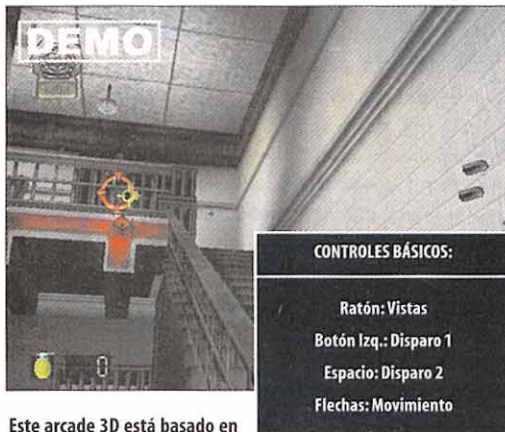 DEMO
0
CONTROLES BÁSICOS:
Ratón: Vistas
Botón Izq.: Disparo 1
Espacio: Disparo 2
Flechas: Movimiento
Este arcade 3D está basado en